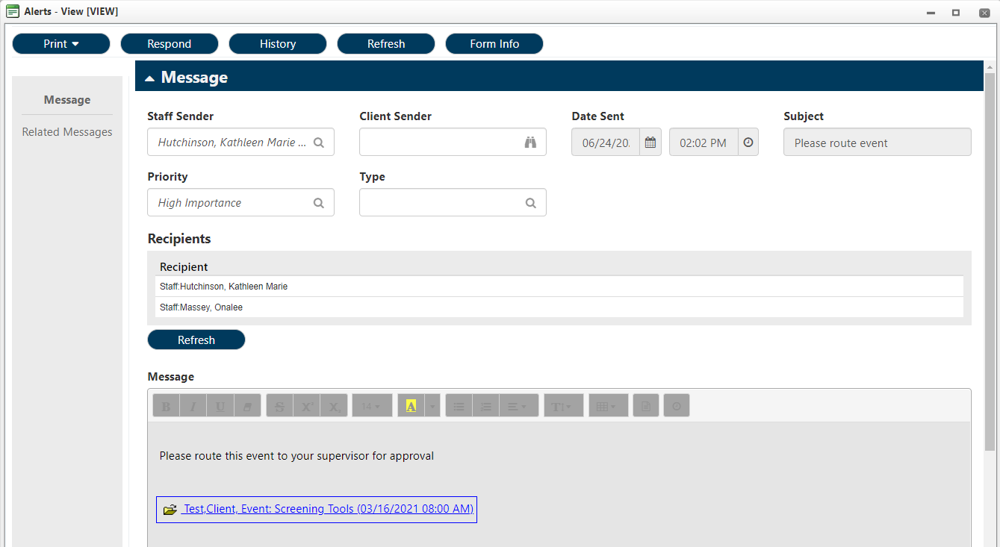 Alerts - View [VIEW]
Print Respond History Refresh Form Info
Message
Related Messages
Message
Staff Sender Client Sender Date Sent Subject
Hutchinson, Kathleen Marie ... 06/24/20. 02:02 PM Please route event
Priority Type
High Importance
Recipients
Recipient
Staff:Hutchinson, Kathleen Marie
Staff:Massey, Onalee
Refresh
Message
B I U S X X 14 A T
Please route this event to your supervisor for approval
Test,Client, Event: Screening Tools (03/16/2021 08:00 AM)